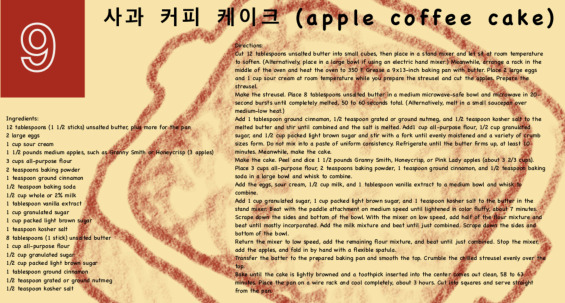 9
사과 커피 케이크 (apple coffee cake)
Ingredients:
12 tablespoons (1 1/2 sticks) unsalted butter, plus more for the pan
2 large eggs
1 cup sour cream
1 1/2 pounds medium apples, such as Granny Smith or Honeycrisp (3 apples)
3 cups all-purpose flour
2 teaspoons baking powder
1 teaspoon ground cinnamon
1/2 teaspoon baking soda
1/2 cup whole or 2% milk
1 tablespoon vanilla extract
1 cup granulated sugar
1 cup packed light brown sugar
1 teaspoon kosher salt
8 tablespoons (1 stick) unsalted butter
1 cup all-purpose flour
1/2 cup granulated sugar
1/2 cup packed light brown sugar
1 tablespoon ground cinnamon
1/2 teaspoon grated or ground nutmeg
1/2 teaspoon kosher salt
Directions:
Cut 12 tablespoons unsalted butter into small cubes, then place in a stand mixer and let sit at room temperature
to soften. (Alternatively, place in a large bowl if using an electric hand mixer.) Meanwhile, arrange a rack in the
middle of the oven and heat the oven to 350 F. Grease a 9x13-inch baking pan with butter. Place 2 large eggs
and 1 cup sour cream at room temperature while you prepare the streusel and cut the apples. Prepare the
streusel.
Make the streusel. Place 8 tablespoons unsalted butter in a medium microwave-safe bowl and microwave in 20-
second bursts until completely melted, 50 to 60 seconds total. (Alternatively, melt in a small saucepan over
medium-low heat.)
Add 1 tablespoon ground cinnamon, 1/2 teaspoon grated or ground nutmeg, and 1/2 teaspoon kosher salt to the
melted butter and stir until combined and the salt is melted. Add 1 cup all-purpose flour, 1/2 cup granulated
sugar, and 1/2 cup packed light brown sugar and stir with a fork until evenly moistened and a variety of crumb
sizes form. Do not mix into a paste of uniform consistency. Refrigerate until the butter firms up, at least 10
minutes. Meanwhile, make the cake.
Make the cake. Peel and dice 1 1/2 pounds Granny Smith, Honeycrisp, or Pink Lady apples (about 3 2/3 cups).
Place 3 cups all-purpose flour, 2 teaspoons baking powder, 1 teaspoon ground cinnamon, and 1/2 teaspoon baking
soda in a large bowl and whisk to combine.
Add the eggs, sour cream, 1/2 cup milk, and 1 tablespoon vanilla extract to a medium bowl and whisk to
combine.
Add 1 cup granulated sugar, 1 cup packed light brown sugar, and 1 teaspoon kosher salt to the butter in the
stand mixer. Beat with the paddle attachment on medium speed until lightened in color fluffy, about 7 minutes.
Scrape down the sides and bottom of the bowl. With the mixer on low speed, add half of the flour mixture and
beat until mostly incorporated. Add the milk mixture and beat until just combined. Scrape down the sides and
bottom of the bowl.
Return the mixer to low speed, add the remaining flour mixture, and beat until just combined. Stop the mixer,
add the apples, and fold in by hand with a flexible spatula.
Transfer the batter to the prepared baking pan and smooth the top. Crumble the chilled streusel evenly over the
top.
Bake until the cake is lightly browned and a toothpick inserted into the center comes out clean, 58 to 63
minutes. Place the pan on a wire rack and cool completely, about 3 hours. Cut into squares and serve straight
from the pan.